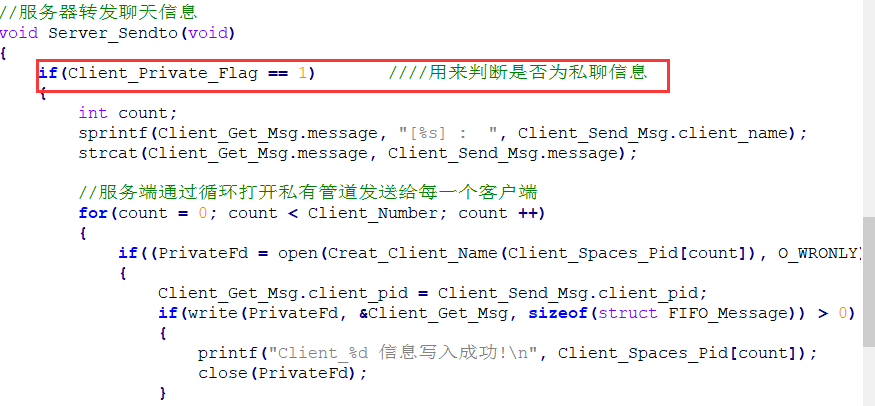 //服务器转发聊天信息
void Server_Sendto(void)
{
if(Client_Private_Flag == 1) ////用来判断是否为私聊信息
{
int count;
sprintf(Client_Get_Msg.message, "[%s] : ", Client_Send_Msg.client_name);
strcat(Client_Get_Msg.message, Client_Send_Msg.message);
//服务端通过循环打开私有管道发送给每一个客户端
for(count = 0; count < Client_Number; count ++)
{
if((PrivateFd = open(Creat_Client_Name(Client_Spaces_Pid[count]), O_WRONLY)
{
Client_Get_Msg.client_pid = Client_Send_Msg.client_pid;
if(write(PrivateFd, &Client_Get_Msg, sizeof(struct FIFO_Message)) > 0)
{
printf("Client_%d 信息写入成功!\n", Client_Spaces_Pid[count]);
close(PrivateFd);
}